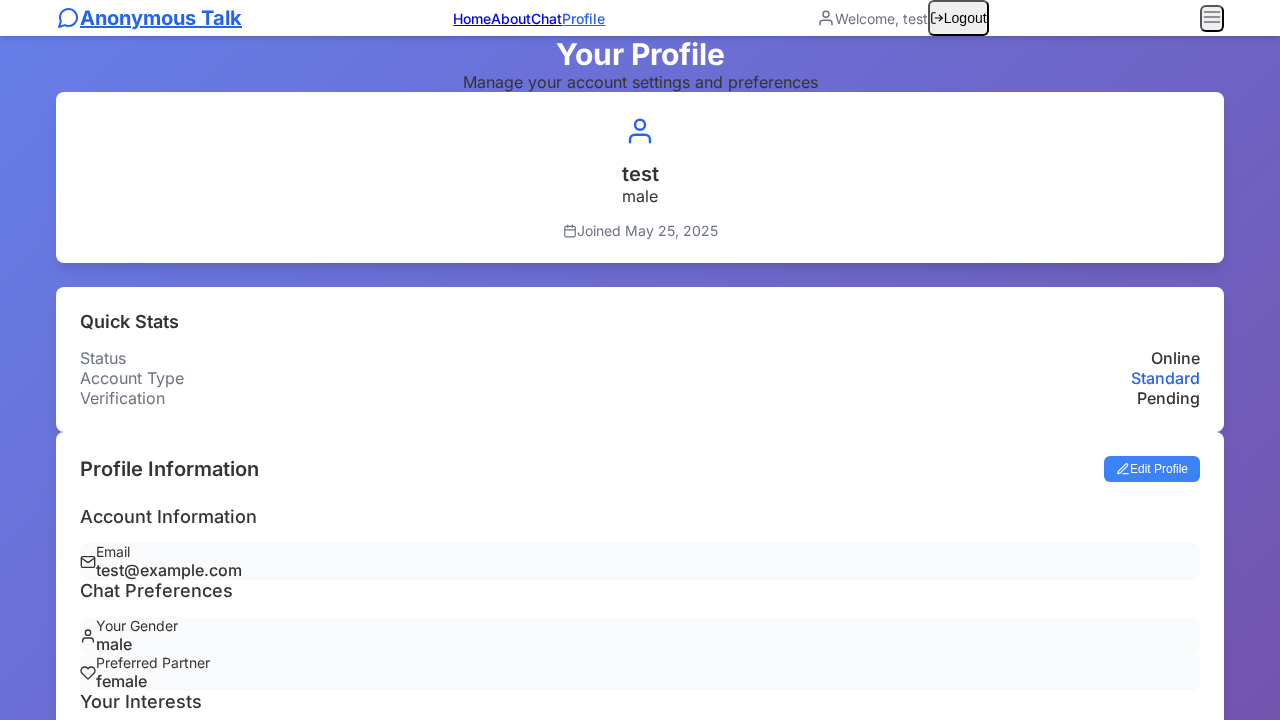 Anonymous Talk
Home About Chat Profile
Welcome, test
Logout
Your Profile
Manage your account settings and preferences
test
male
Joined May 25, 2025
Quick Stats
Status Online
Account Type Standard
Verification Pending
Profile Information
Edit Profile
Account Information
Email
test@example.com
Chat Preferences
Your Gender
male
Preferred Partner
female
Your Interests